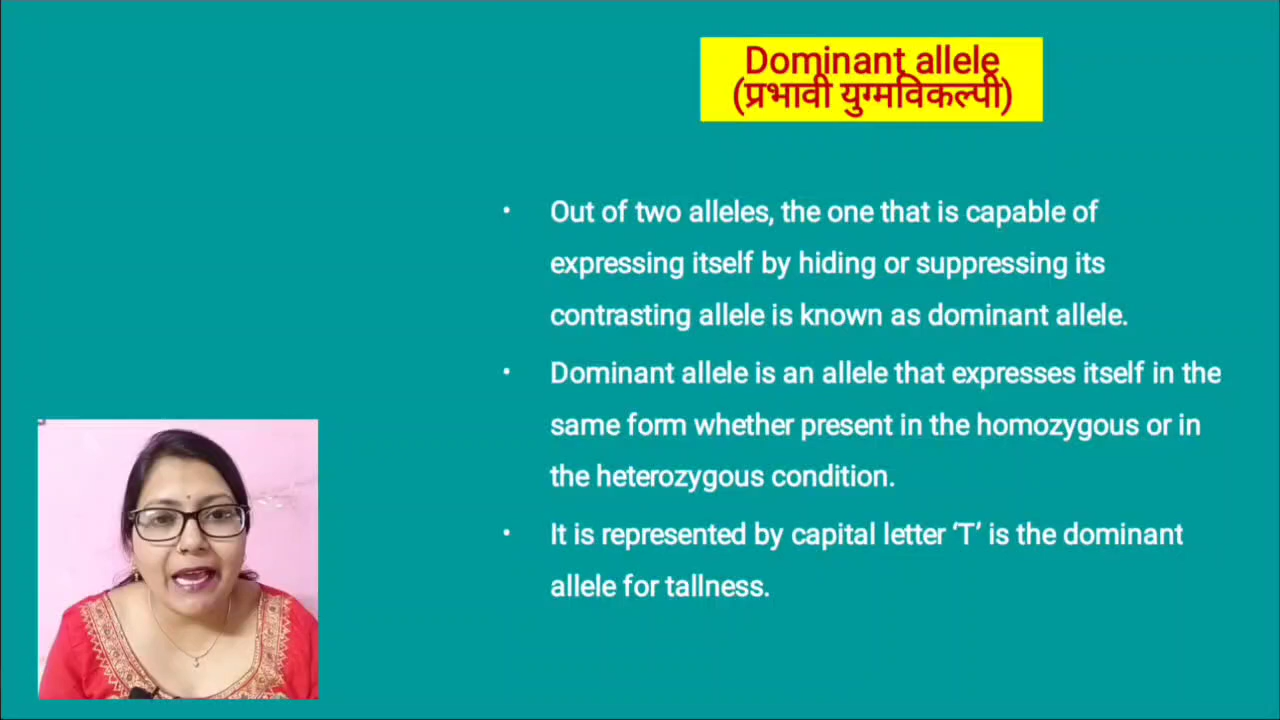 Dominant allele
(प्रभावी युग्मविकल्पी)
• Out of two alleles, the one that is capable of
expressing itself by hiding or suppressing its
contrasting allele is known as dominant allele.
• Dominant allele is an allele that expresses itself in the
same form whether present in the homozygous or in
the heterozygous condition.
• It is represented by capital letter ‘T’ is the dominant
allele for tallness.